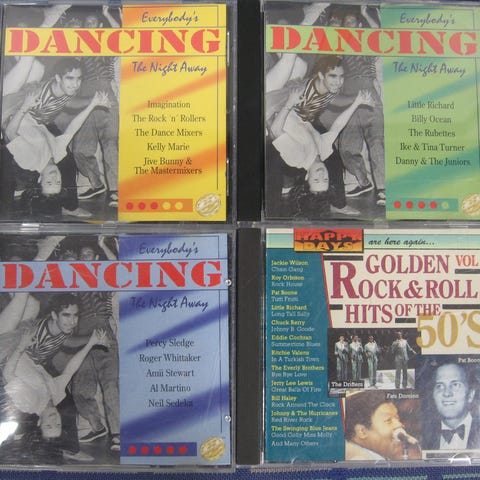 Everybody's
DANCING
The Night Away
Imagination
The Rock 'n' Rollers
The Dance Mixers
Kelly Marie
Jive Bunny &
The Mastermixers
Everybody's
DANCING
The Night Away
Little Richard
Billy Ocean
The Rubettes
Ike & Tina Turner
Danny & The Juniors
Everybody's
DANCING
The Night Away
Percy Sledge
Roger Whittaker
Amii Stewart
Al Martino
Neil Sedaka
HAPPY DAYS
are here again...
GOLDEN VOL
ROCK & ROLL
HITS OF THE
50'S
Jackie Wilson
Chain Gang
Roy Orbison
Rock House
Pat Boone
Tutti Frutti
Little Richard
Long Tall Sally
Chuck Berry
Johnny B. Goode
Eddie Cochran
Summertime Blues
Ritchie Valens
In A Turkish Town
The Everly Brothers
Bye Bye Love
Jerry Lee Lewis
Great Balls Of Fire
Bill Haley
Rock Around The Clock
Johnny & The Hurricanes
Red River Rock
The Swinging Blue Jeans
Good Golly Miss Molly
And Many Others
The Drifters
Fats Domino
Pat Boone